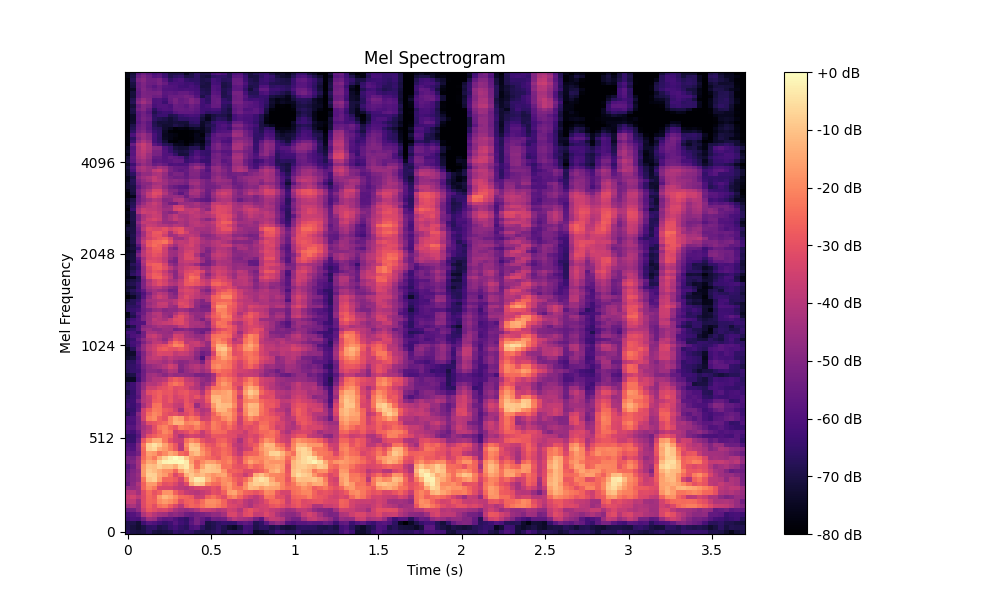 Mel Spectrogram
+0 dB
-10 dB
-20 dB
-30 dB
-40 dB
-50 dB
-60 dB
-70 dB
-80 dB
Mel Frequency
4096
2048
1024
512
0
0 0.5 1 1.5 2 2.5 3 3.5
Time (s)